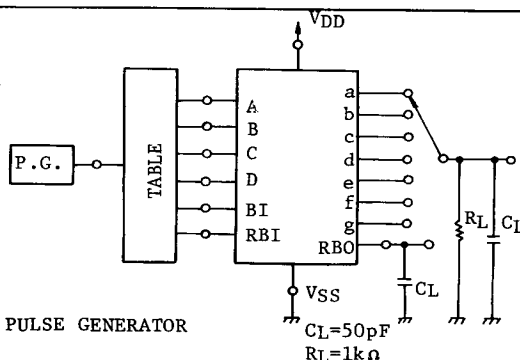 VDD
P.G.
TABLE
A
B
C
D
BI
RBI
a
b
c
d
e
f
g
RBO
RL
CL
CL
VSS
PULSE GENERATOR
CL=50pF
RL=1kΩ